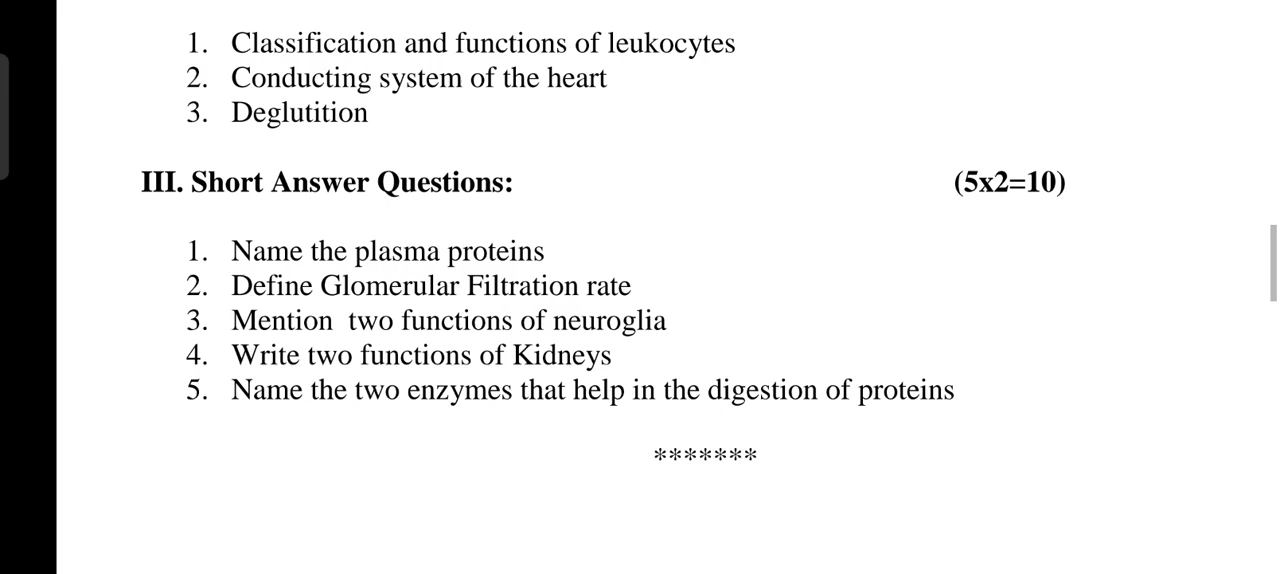 1. Classification and functions of leukocytes
2. Conducting system of the heart
3. Deglutition
III. Short Answer Questions: (5x2=10)
1. Name the plasma proteins
2. Define Glomerular Filtration rate
3. Mention  two functions of neuroglia
4. Write two functions of Kidneys
5. Name the two enzymes that help in the digestion of proteins
*******